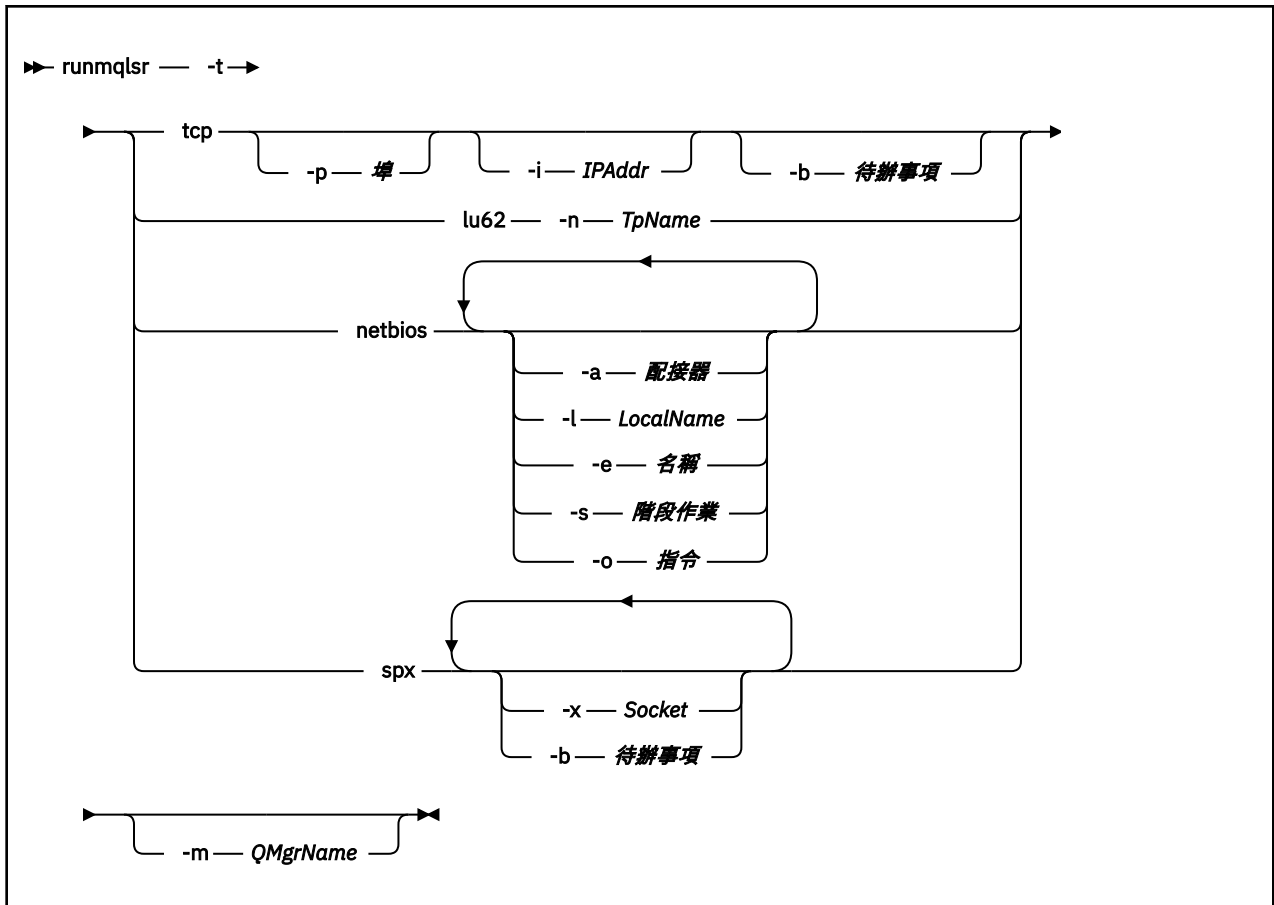 runmqlsr -t
tcp
-p 埠 -i IPAddr -b 待辦事項
lu62 -n TpName
netbios
-a 配接器
-l LocalName
-e 名稱
-s 階段作業
-o 指令
spx
-x Socket
-b 待辦事項
-m QMgrName